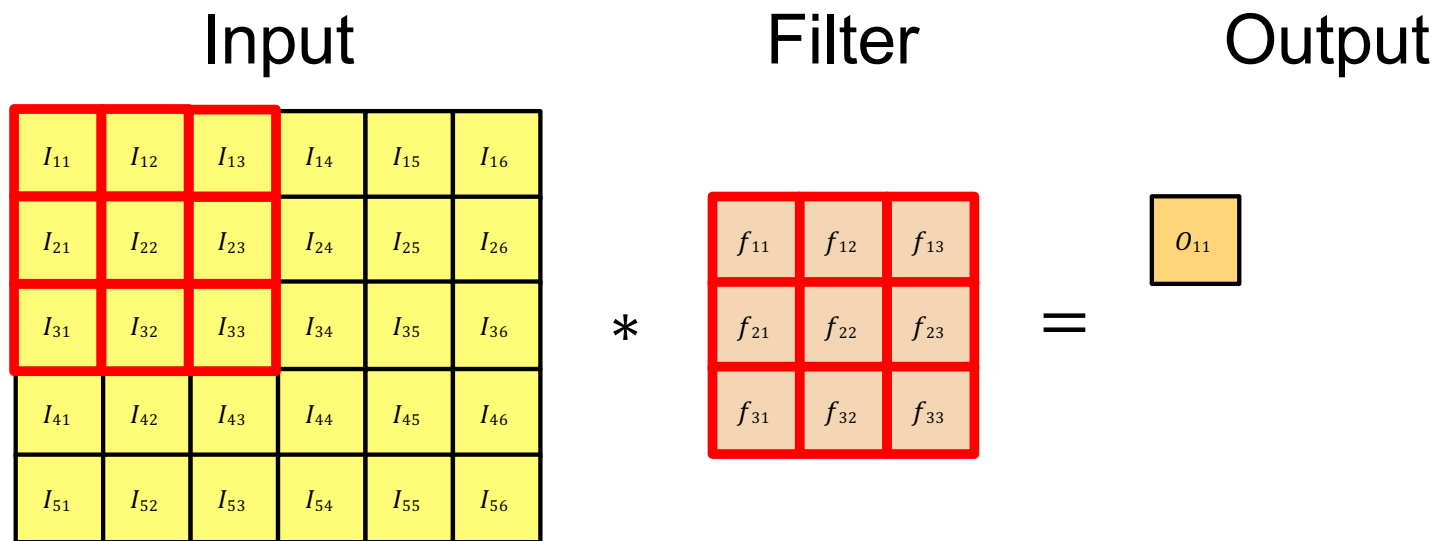 Input Filter Output
I₁₁ I₁₂ I₁₃ I₁₄ I₁₅ I₁₆
I₂₁ I₂₂ I₂₃ I₂₄ I₂₅ I₂₆
I₃₁ I₃₂ I₃₃ I₃₄ I₃₅ I₃₆
I₄₁ I₄₂ I₄₃ I₄₄ I₄₅ I₄₆
I₅₁ I₅₂ I₅₃ I₅₄ I₅₅ I₅₆
*
f₁₁ f₁₂ f₁₃
f₂₁ f₂₂ f₂₃
f₃₁ f₃₂ f₃₃
=
O₁₁